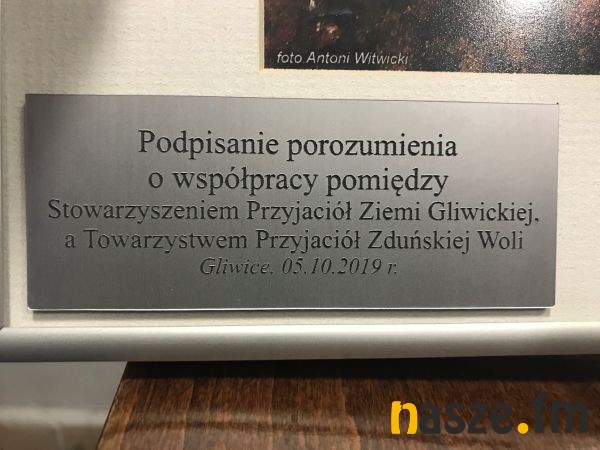 foto Antoni Witwicki
Podpisanie porozumienia
o współpracy pomiędzy
Stowarzyszeniem Przyjaciół Ziemi Gliwickiej,
a Towarzystwem Przyjaciół Zduńskiej Woli
Gliwice, 05.10.2019 r.
nasze.fm